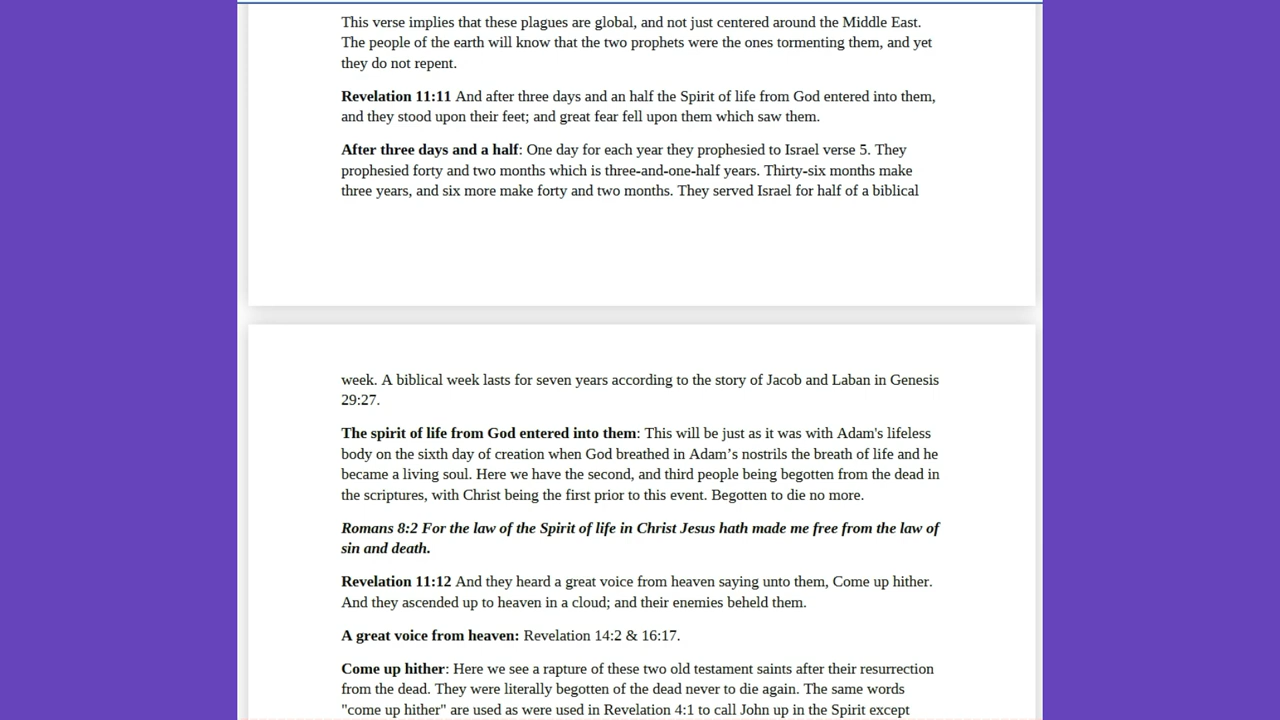 This verse implies that these plagues are global, and not just centered around the Middle East.
The people of the earth will know that the two prophets were the ones tormenting them, and yet
they do not repent.
Revelation 11:11 And after three days and an half the Spirit of life from God entered into them,
and they stood upon their feet; and great fear fell upon them which saw them.
After three days and a half: One day for each year they prophesied to Israel verse 5. They
prophesied forty and two months which is three-and-one-half years. Thirty-six months make
three years, and six more make forty and two months. They served Israel for half of a biblical
week. A biblical week lasts for seven years according to the story of Jacob and Laban in Genesis
29:27.
The spirit of life from God entered into them: This will be just as it was with Adam's lifeless
body on the sixth day of creation when God breathed in Adam’s nostrils the breath of life and he
became a living soul. Here we have the second, and third people being begotten from the dead in
the scriptures, with Christ being the first prior to this event. Begotten to die no more.
Romans 8:2 For the law of the Spirit of life in Christ Jesus hath made me free from the law of
sin and death.
Revelation 11:12 And they heard a great voice from heaven saying unto them, Come up hither.
And they ascended up to heaven in a cloud; and their enemies beheld them.
A great voice from heaven: Revelation 14:2 & 16:17.
Come up hither: Here we see a rapture of these two old testament saints after their resurrection
from the dead. They were literally begotten of the dead never to die again. The same words
"come up hither" are used as were used in Revelation 4:1 to call John up in the Spirit except